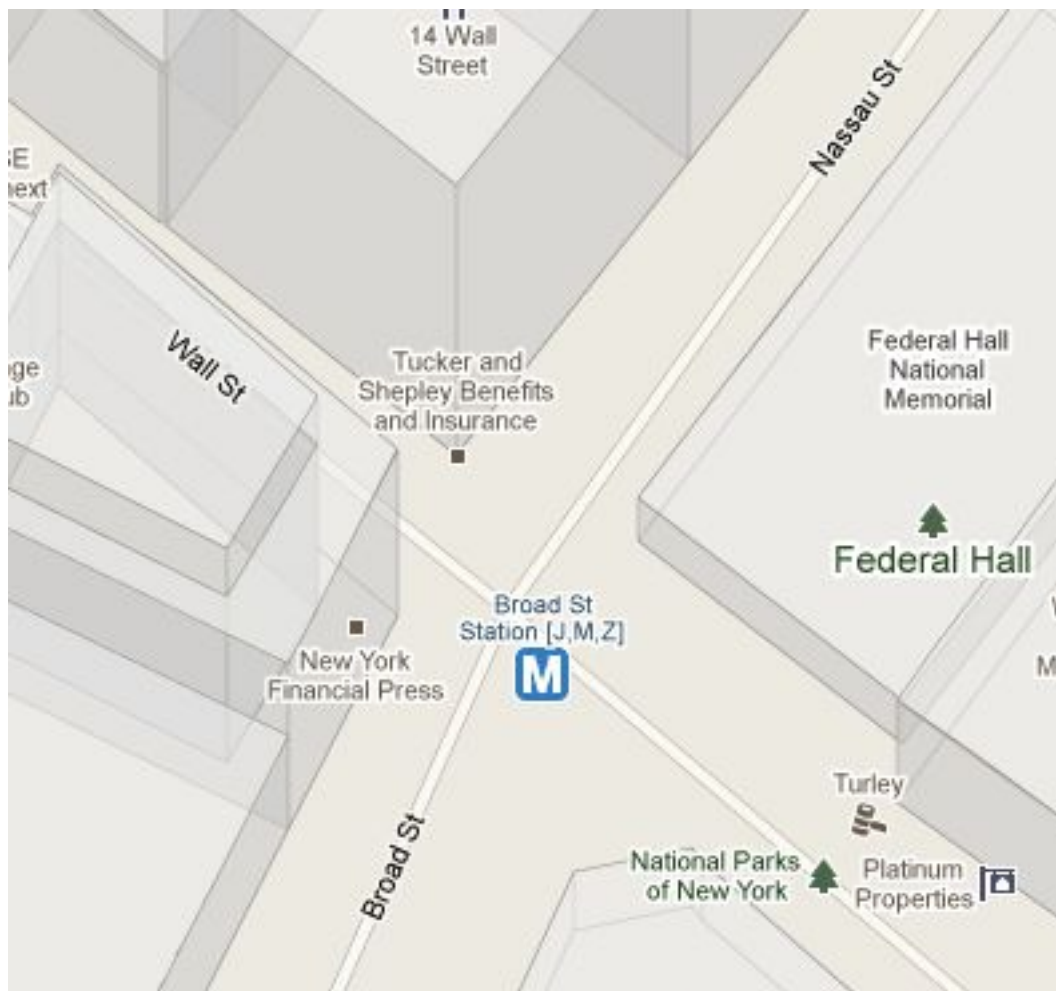 14 Wall
Street
Nassau St
Wall St
Tucker and
Shepley Benefits
and Insurance
Federal Hall
National
Memorial
Federal Hall
Broad St
Station [J,M,Z]
M
New York
Financial Press
Turley
Broad St
National Parks
of New York
Platinum
Properties